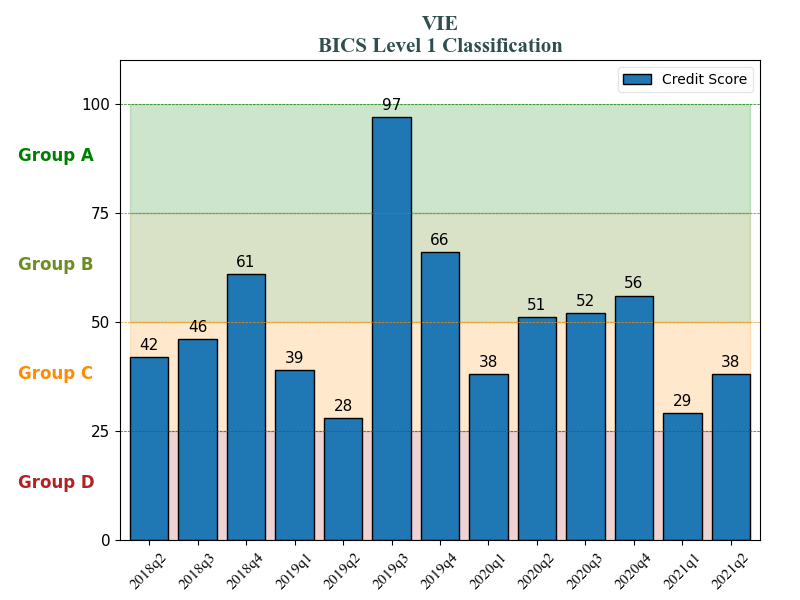 VIE
BICS Level 1 Classification
Credit Score
100
75
50
25
0
Group A
Group B
Group C
Group D
42
46
61
39
28
97
66
38
51
52
56
29
38
2018q2
2018q3
2018q4
2019q1
2019q2
2019q3
2019q4
2020q1
2020q2
2020q3
2020q4
2021q1
2021q2